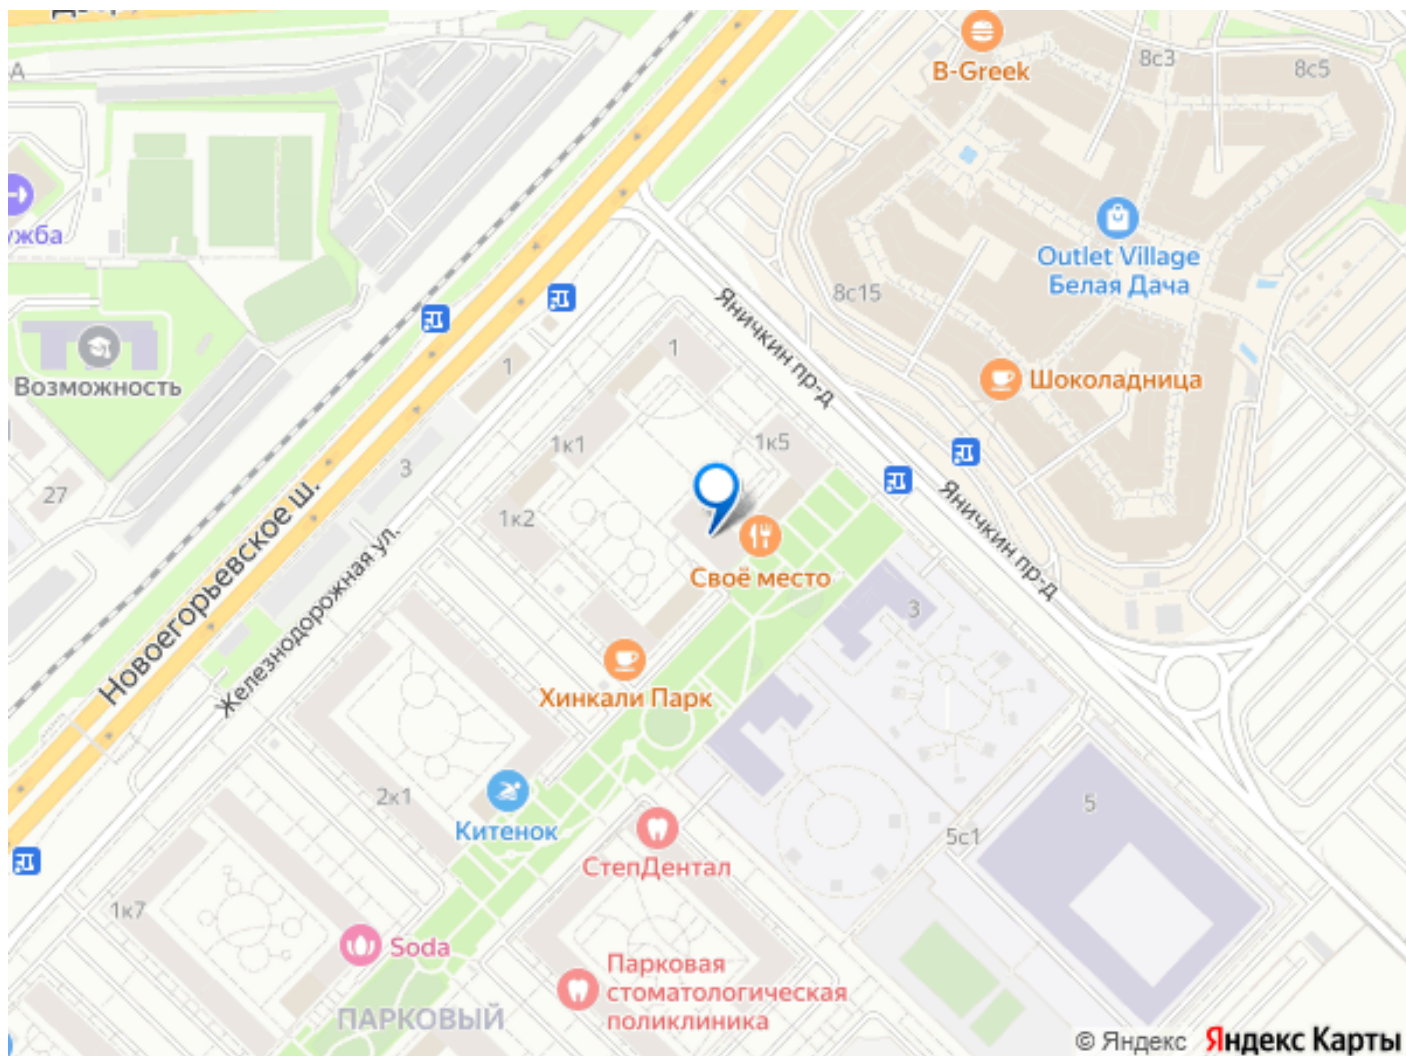 B-Greek
8с3
8с5
ужба
Outlet Village
Белая Дача
8с15
Яничкин пр-д
1
1
Возможность
Шоколадница
1к1
1к5
3
27
Новоегорьевское ш.
1к2
Железнодорожная ул.
Яничкин пр-д
Своё место
3
Хинкали Парк
2к1
Китенок
5
5с1
СтепДентал
1к7
Soda
Парковая
стоматологическая
поликлиника
ПАРКОВЫЙ
© Яндекс Яндекс Карты